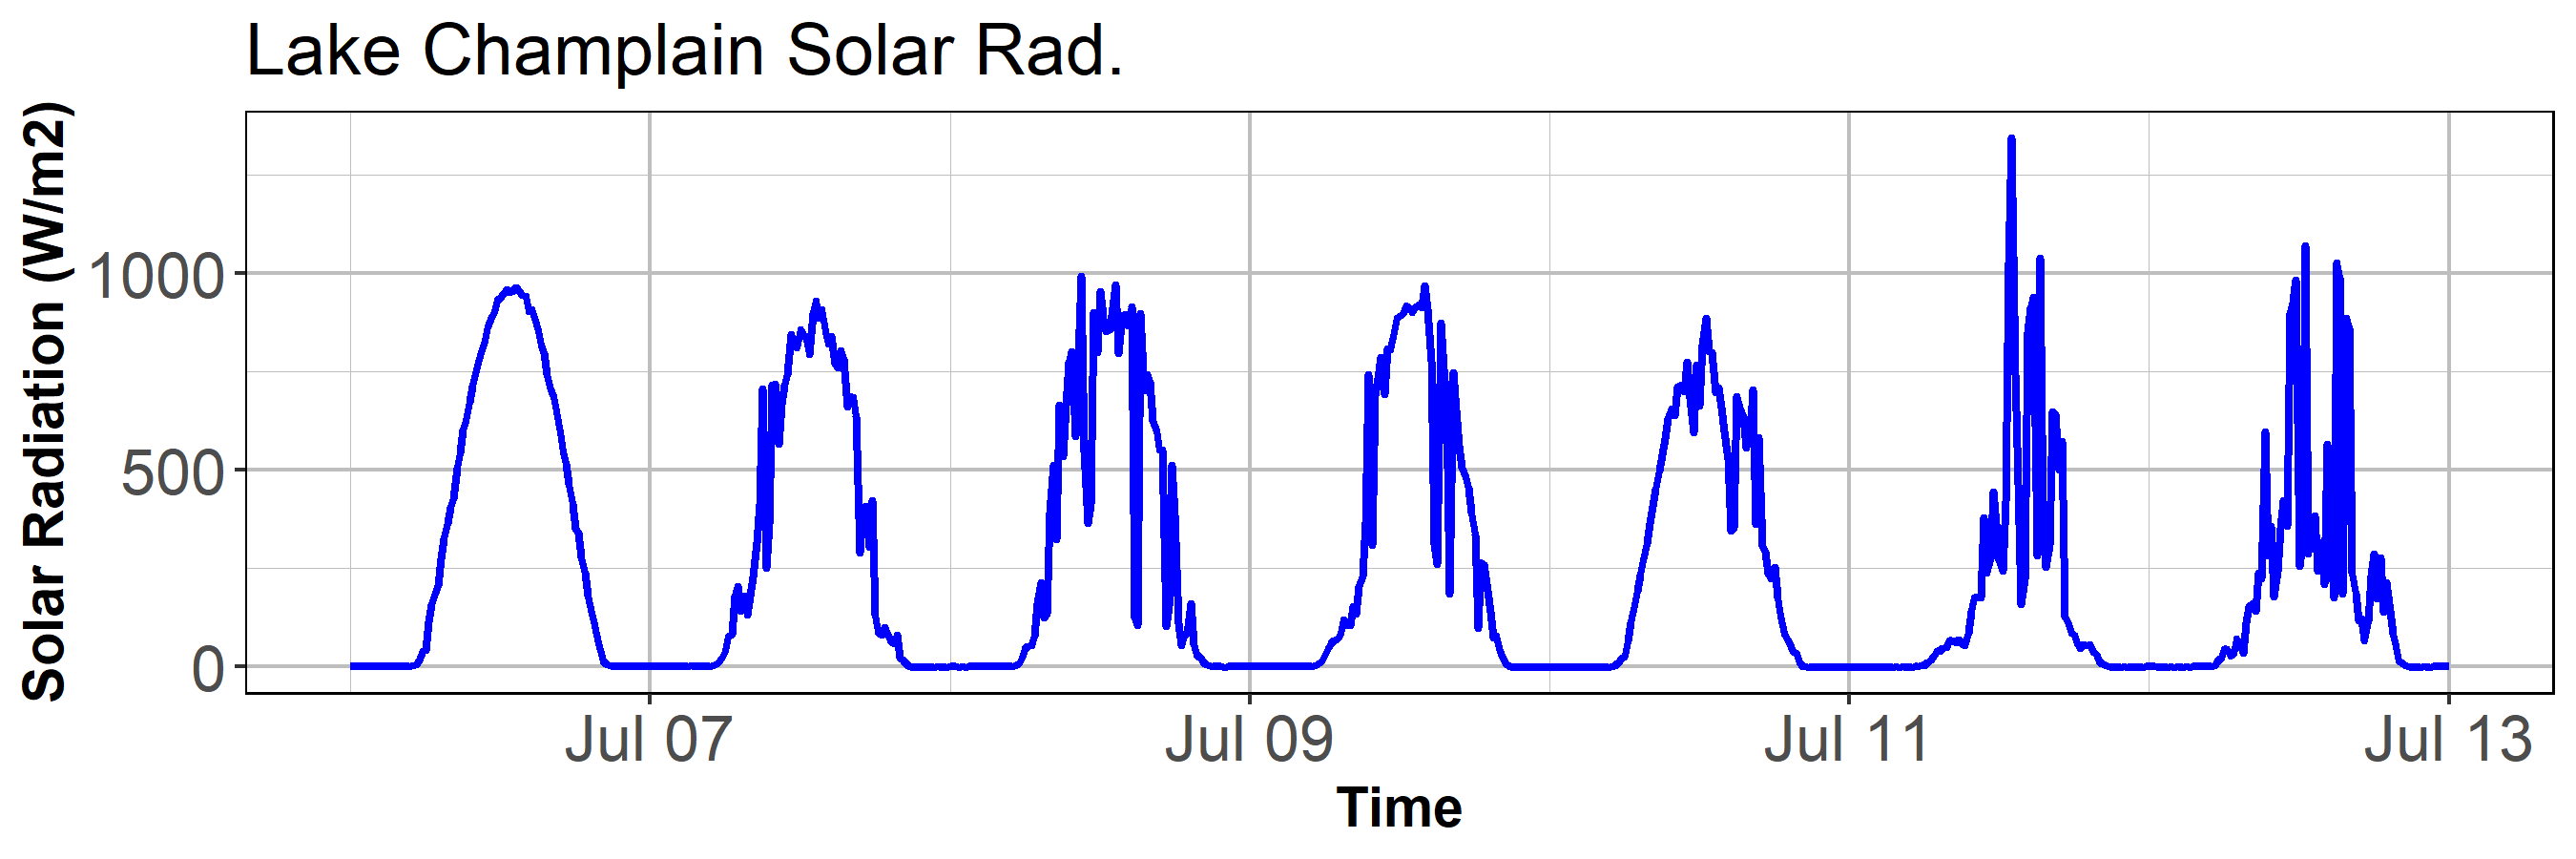 Lake Champlain Solar Rad.
Solar Radiation (W/m2)
1000
500
0
Jul 07
Jul 09
Jul 11
Jul 13
Time